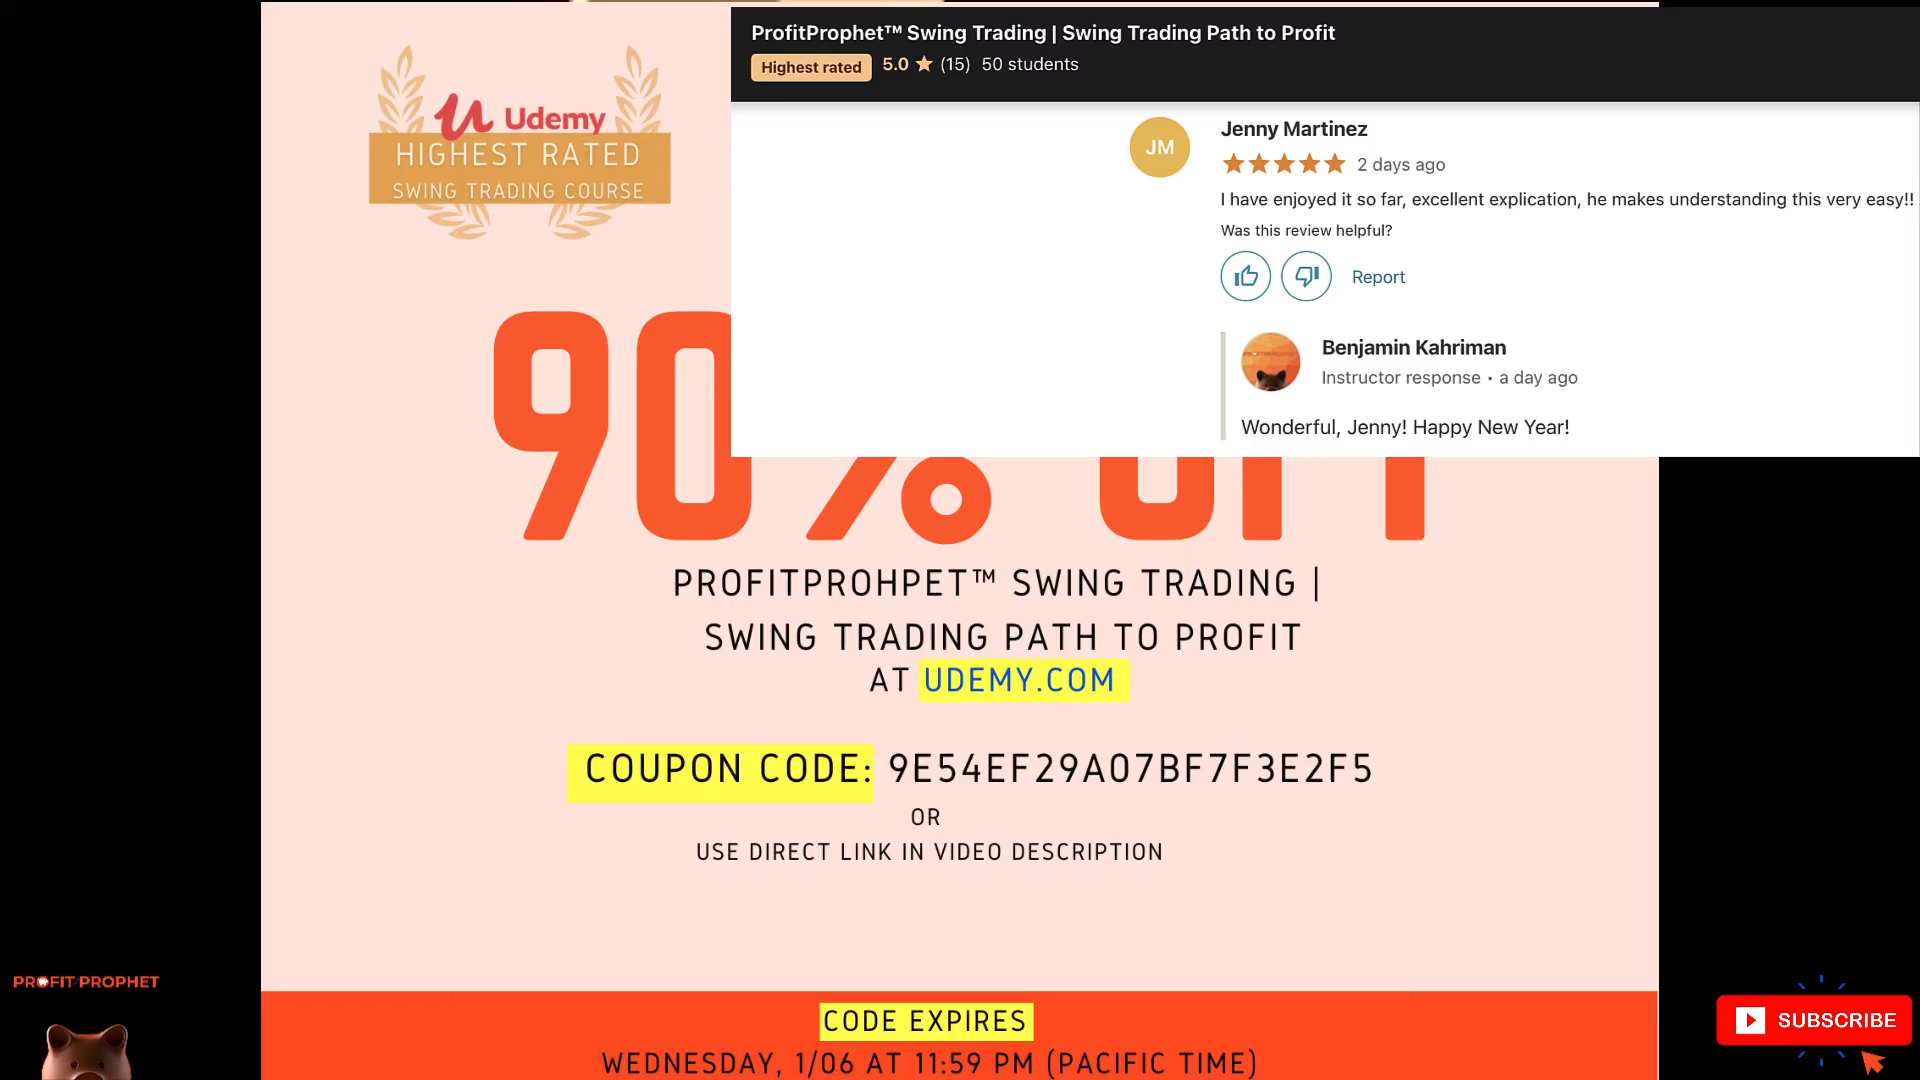 ProfitProphet™ Swing Trading | Swing Trading Path to Profit
Highest rated 5.0 (15) 50 students
Udemy
HIGHEST RATED
SWING TRADING COURSE
JM
Jenny Martinez
2 days ago
I have enjoyed it so far, excellent explication, he makes understanding this very easy!!
Was this review helpful?
Report
Benjamin Kahriman
Instructor response • a day ago
Wonderful, Jenny! Happy New Year!
90% OFF
PROFITPROHPET™ SWING TRADING |
SWING TRADING PATH TO PROFIT
AT UDEMY.COM
COUPON CODE: 9E54EF29A07BF7F3E2F5
OR
USE DIRECT LINK IN VIDEO DESCRIPTION
PROFIT PROPHET
CODE EXPIRES
WEDNESDAY, 1/06 AT 11:59 PM (PACIFIC TIME)
SUBSCRIBE